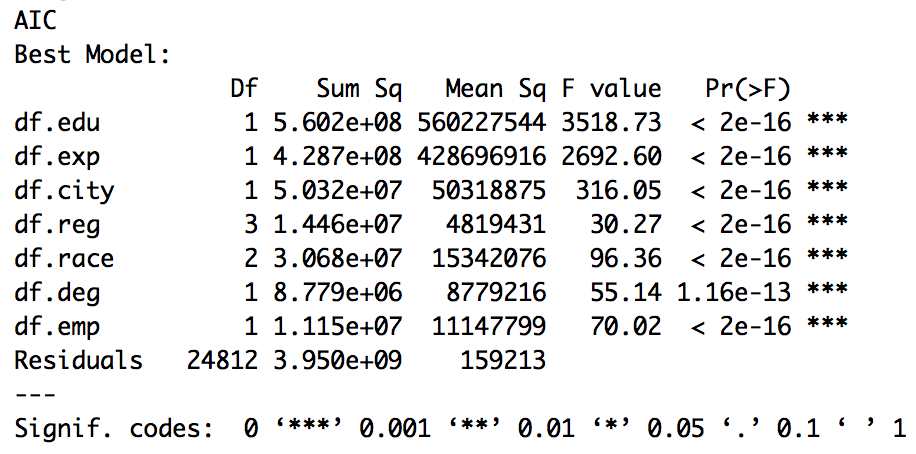 AIC
Best Model:
               Df    Sum Sq   Mean Sq F value   Pr(>F)
df.edu          1 5.602e+08 560227544 3518.73  < 2e-16 ***
df.exp          1 4.287e+08 428696916 2692.60  < 2e-16 ***
df.city         1 5.032e+07  50318875  316.05  < 2e-16 ***
df.reg          3 1.446e+07   4819431   30.27  < 2e-16 ***
df.race         2 3.068e+07  15342076   96.36  < 2e-16 ***
df.deg          1 8.779e+06   8779216   55.14 1.16e-13 ***
df.emp          1 1.115e+07  11147799   70.02  < 2e-16 ***
Residuals   24812 3.950e+09    159213
---
Signif. codes:  0 ‘***’ 0.001 ‘**’ 0.01 ‘*’ 0.05 ‘.’ 0.1 ‘ ’ 1